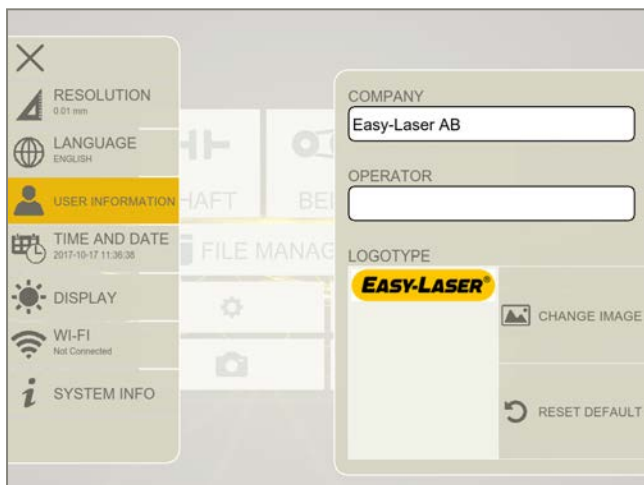 RESOLUTION
0.01 mm
LANGUAGE
ENGLISH
USER INFORMATION
TIME AND DATE
2017-10-17 11:36:38
DISPLAY
WI-FI
Not Connected
SYSTEM INFO
HAFT
BE
FILE MANAG
COMPANY
Easy-Laser AB
OPERATOR
LOGOTYPE
EASY-LASER®
CHANGE IMAGE
RESET DEFAULT